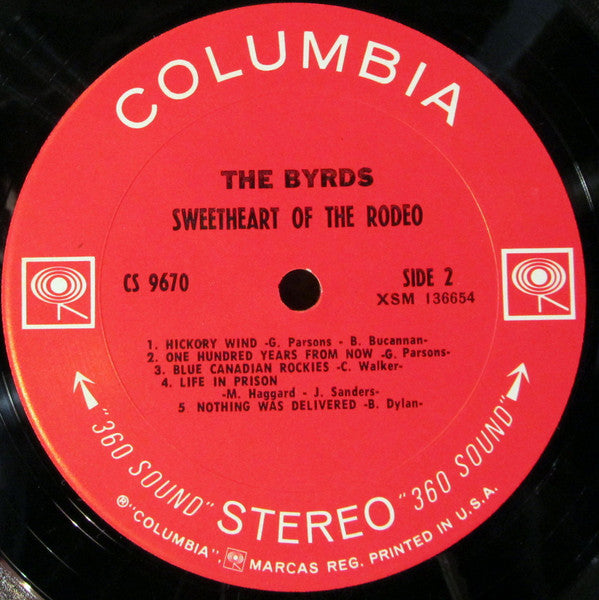 COLUMBIA
THE BYRDS
SWEETHEART OF THE RODEO
CS 9670
SIDE 2
XSM 136654
1. HICKORY WIND -G. Parsons - B. Bucannan-
2. ONE HUNDRED YEARS FROM NOW -G. Parsons-
3. BLUE CANADIAN ROCKIES -C. Walker-
4. LIFE IN PRISON
-M. Haggard - J. Sanders-
5 NOTHING WAS DELIVERED -B. Dylan-
"360 SOUND" STEREO "360 SOUND"
®"COLUMBIA", MARCAS REG. PRINTED IN U.S.A.